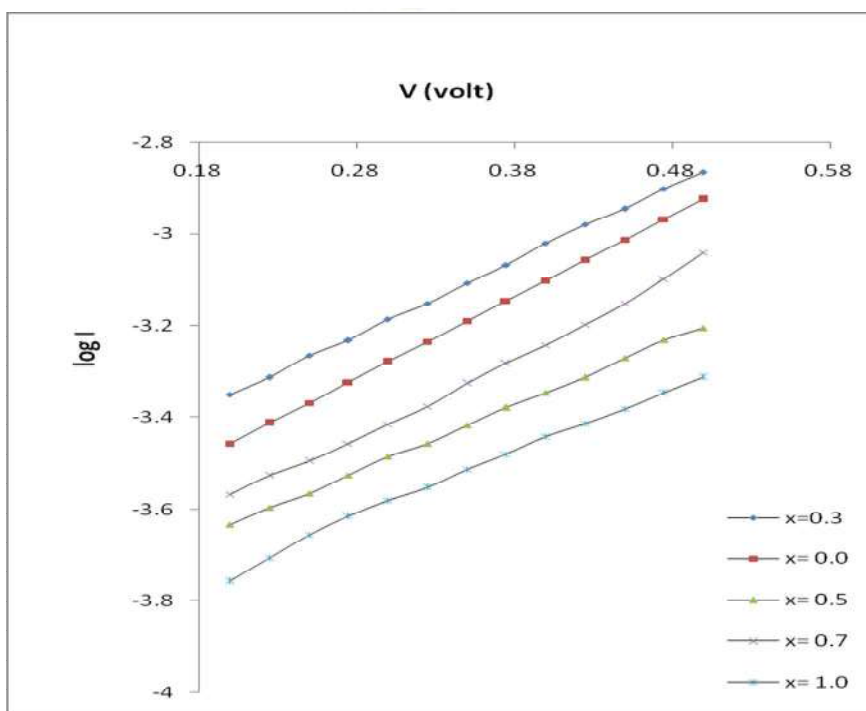 V (volt)
-2.8
0.18 0.28 0.38 0.48 0.58
-3
-3.2
logI
-3.4
-3.6
-3.8
-4
x=0.3
x= 0.0
x= 0.5
x= 0.7
x= 1.0